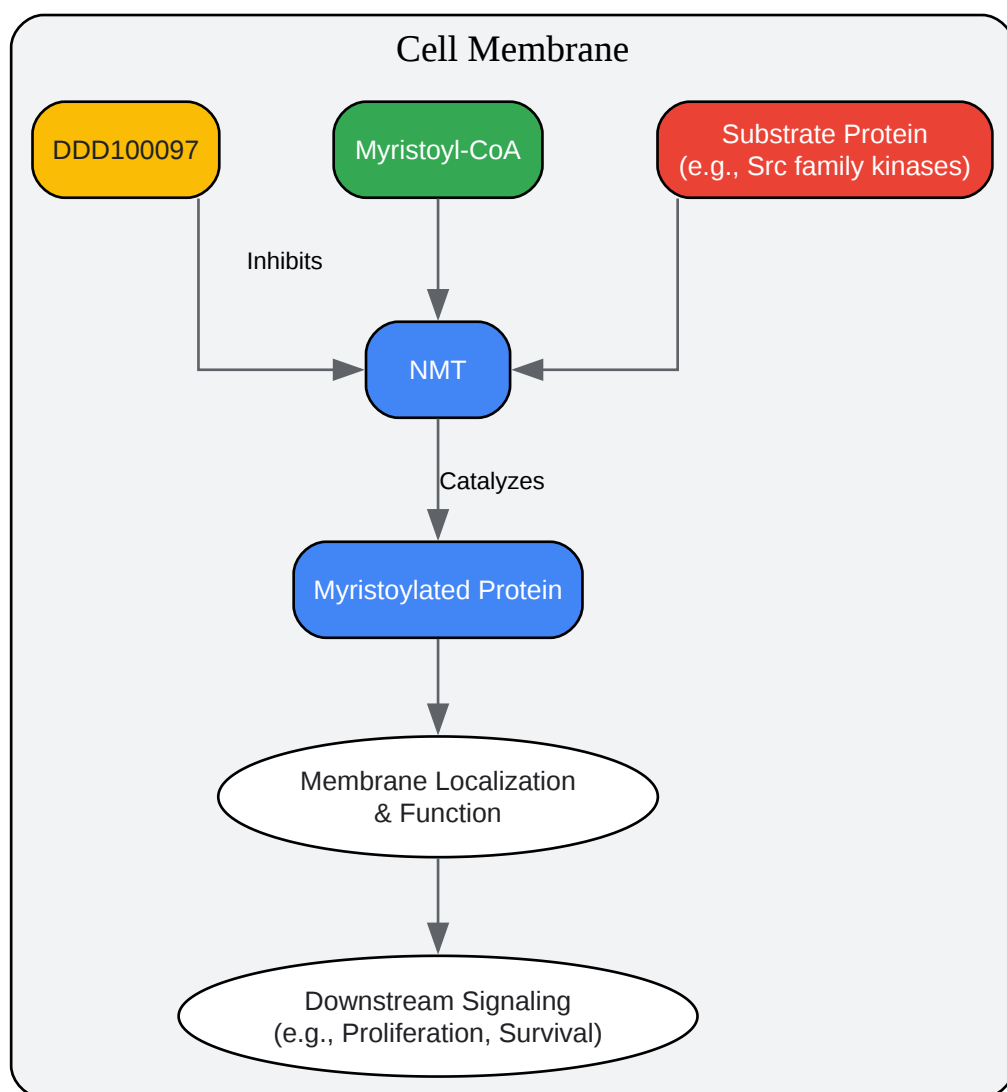 Cell Membrane
DDD100097
Myristoyl-CoA
Substrate Protein
(e.g., Src family kinases)
Inhibits
NMT
Catalyzes
Myristoylated Protein
Membrane Localization
& Function
Downstream Signaling
(e.g., Proliferation, Survival)